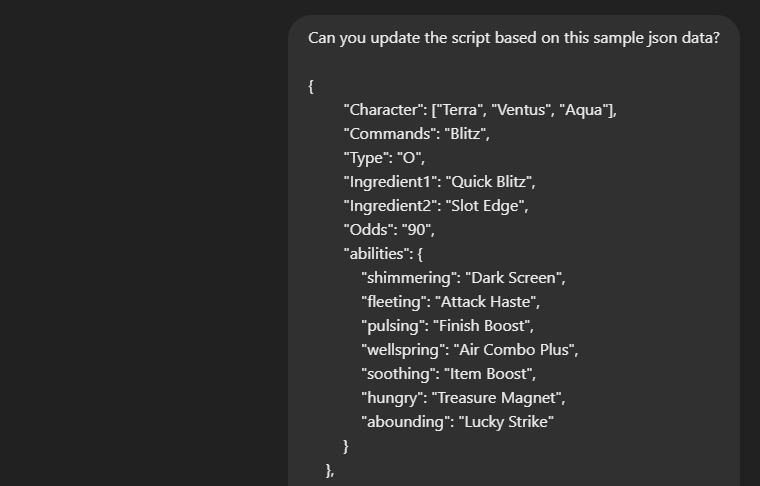 Can you update the script based on this sample json data?
{
"Character": ["Terra", "Ventus", "Aqua"],
"Commands": "Blitz",
"Type": "O",
"Ingredient1": "Quick Blitz",
"Ingredient2": "Slot Edge",
"Odds": "90",
"abilities": {
"shimmering": "Dark Screen",
"fleeting": "Attack Haste",
"pulsing": "Finish Boost",
"wellspring": "Air Combo Plus",
"soothing": "Item Boost",
"hungry": "Treasure Magnet",
"abounding": "Lucky Strike"
}
},